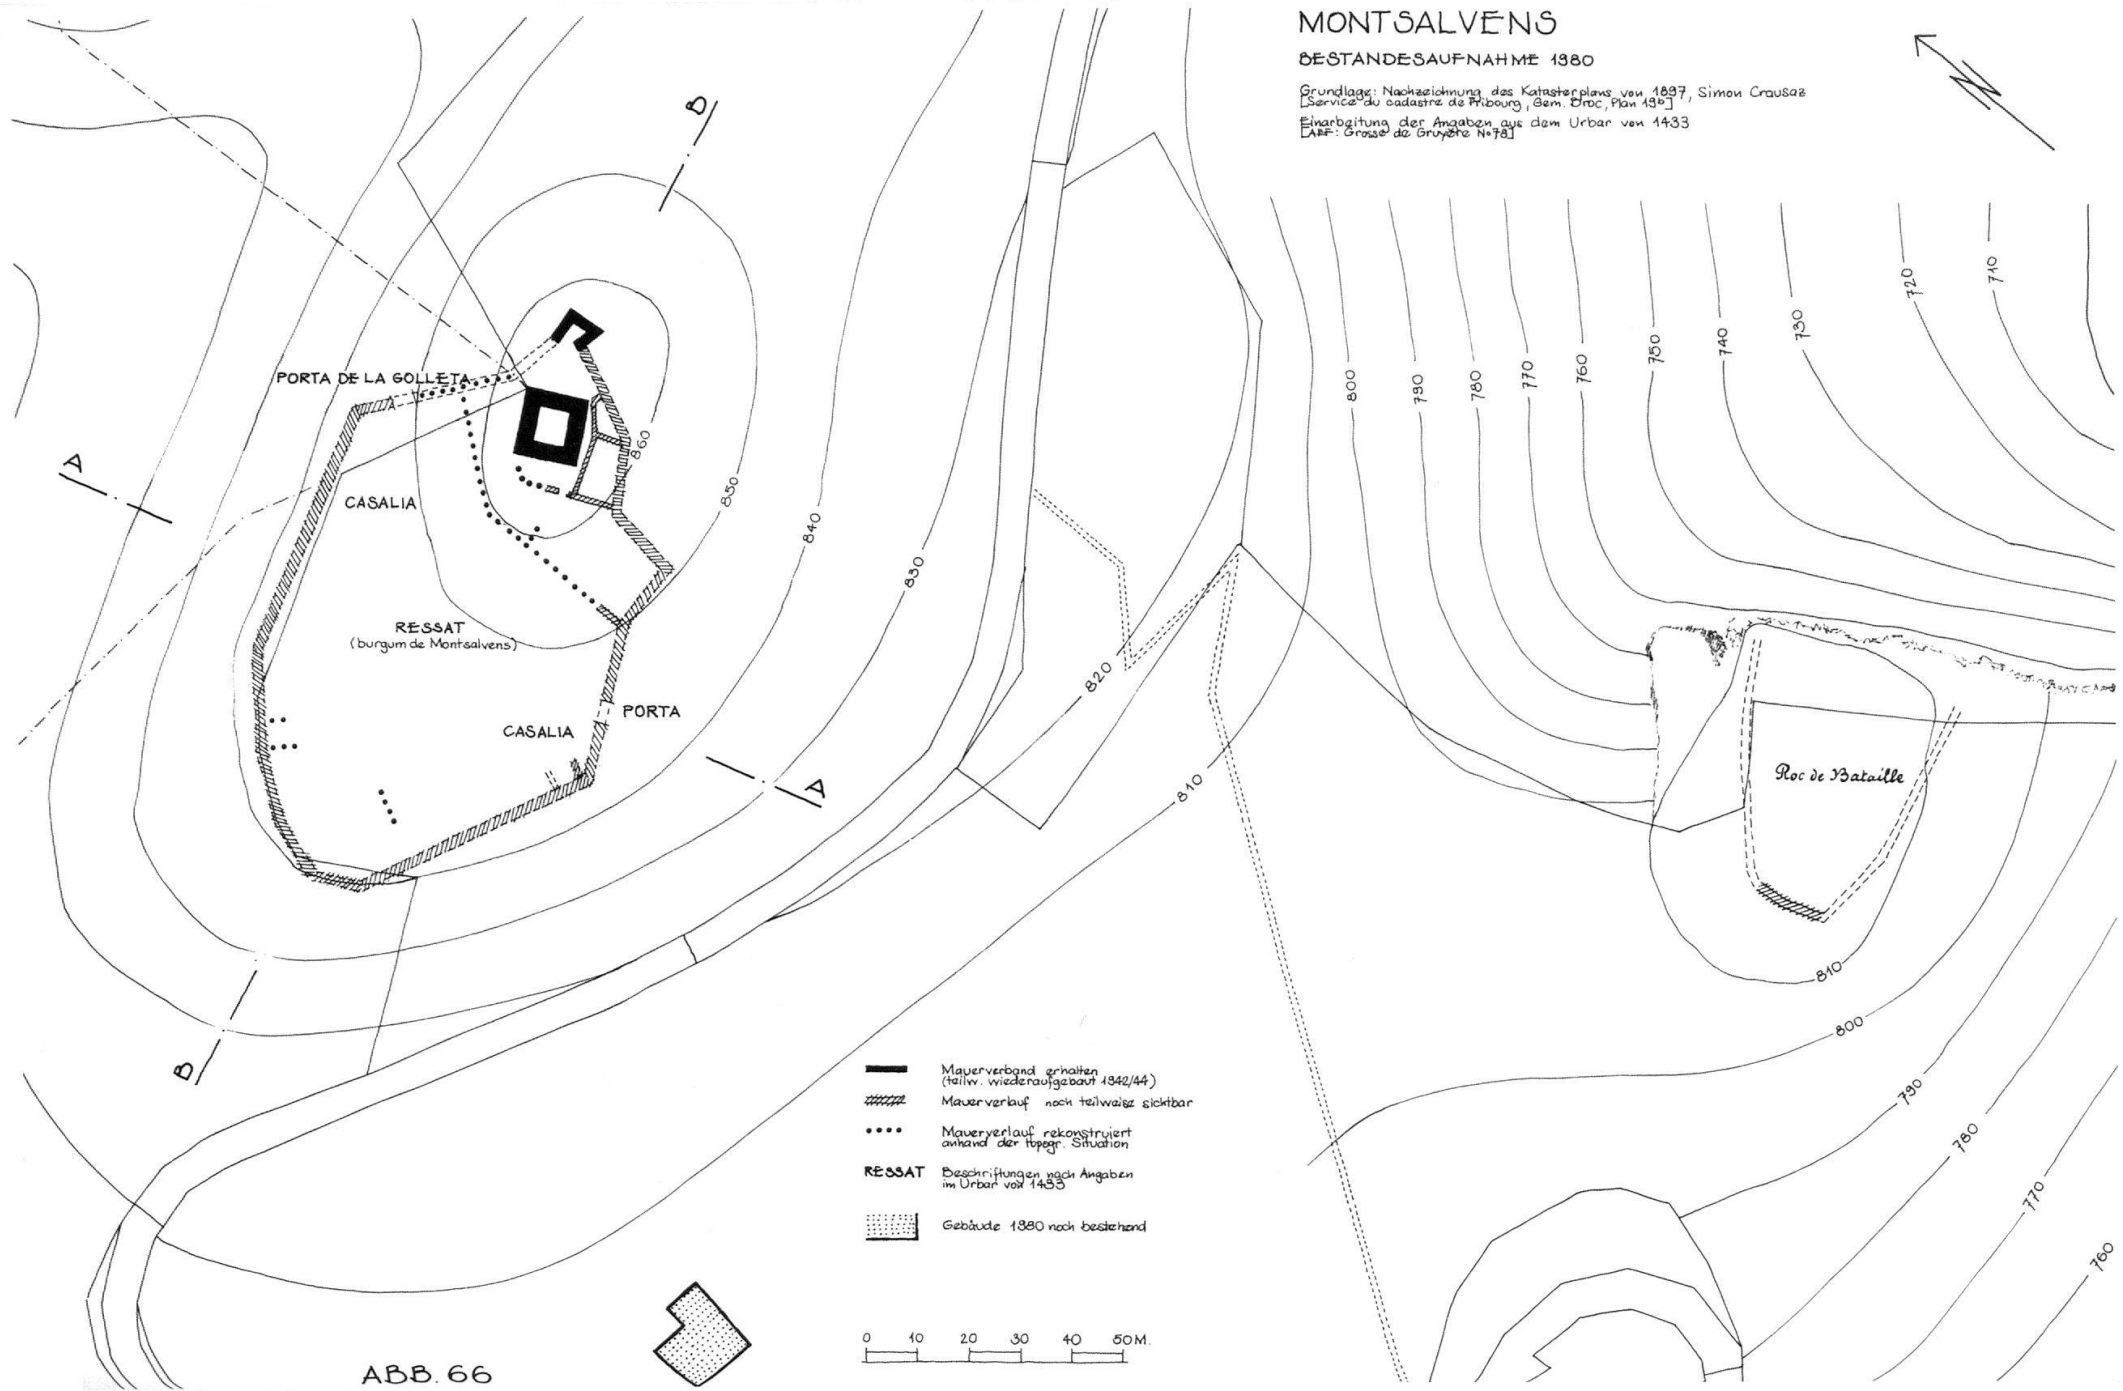 MONTSALVENS
BESTANDESAUFNAHME 1980
Grundlage: Nachzeichnung des Katasterplans von 1897, Simon Crausaz
[Service du cadastre de Fribourg, Gem. Broc, Plan 19b]
Einarbeitung der Angaben aus dem Urbar von 1433
[AEF: Grosse de Gruyère No 78]
N
B
PORTA DE LA GOLLETA
A
CASALIA
860
850
840
830
RESSAT
(burgum de Montsalvens)
PORTA
CASALIA
A
B
820
810
800
790
780
770
760
750
740
730
720
710
Roc de Bataille
810
800
790
780
770
760
Mauerverband erhalten
(teilw. wiederaufgebaut 1942/44)
Mauerverlauf noch teilweise sichtbar
Mauerverlauf rekonstruiert
anhand der topogr. Situation
RESSAT Beschriftungen nach Angaben
im Urbar von 1433
Gebäude 1980 noch bestehend
0 10 20 30 40 50 M.
ABB. 66